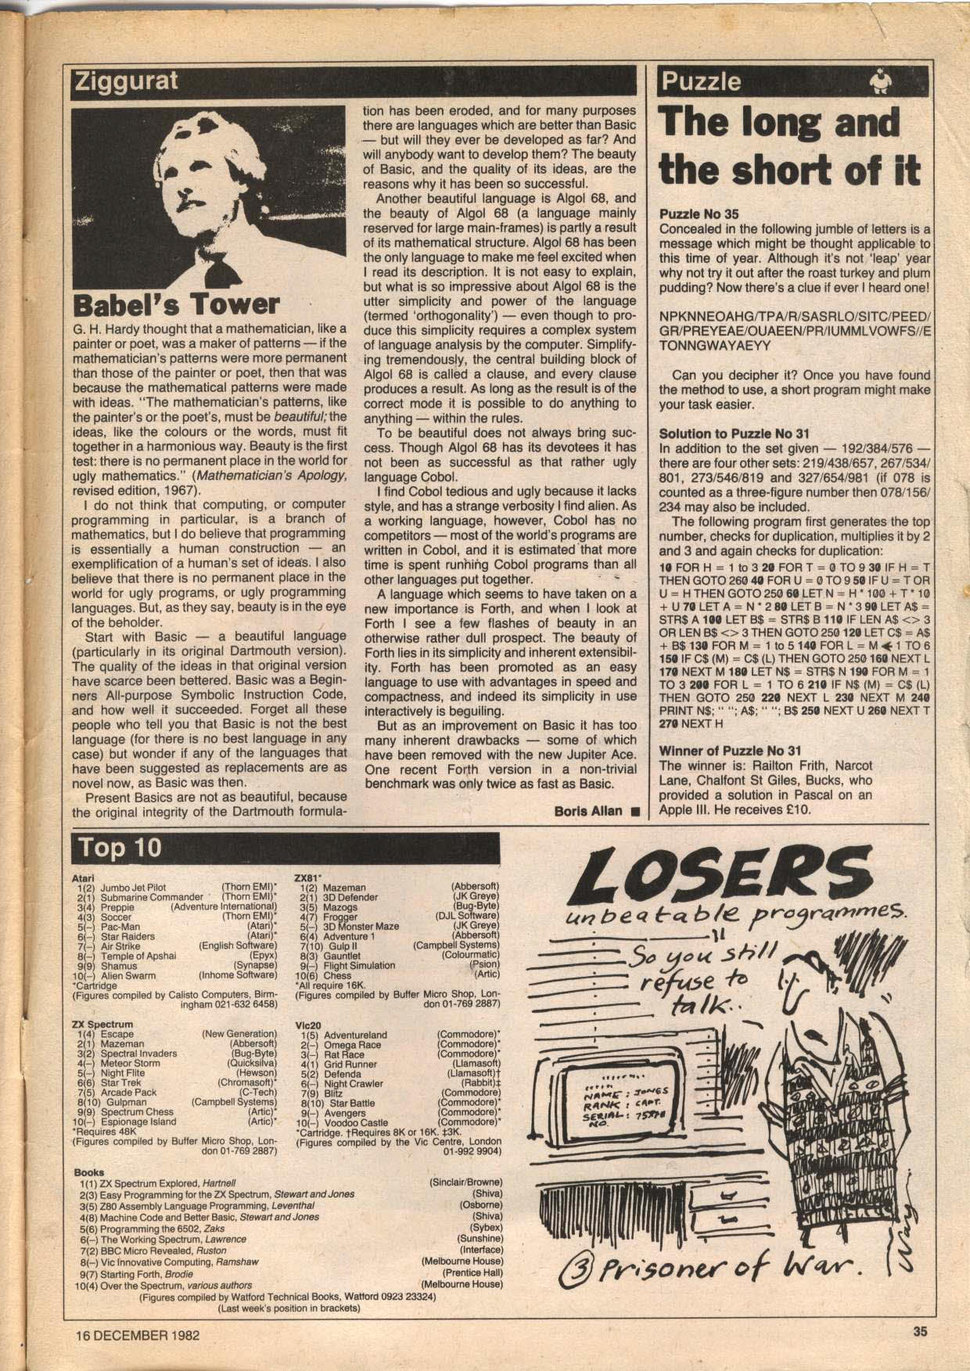 Ziggurat
Babel's Tower
G. H. Hardy thought that a mathematician, like a
painter or poet, was a maker of patterns — if the
mathematician's patterns were more permanent
than those of the painter or poet, then that was
because the mathematical patterns were made
with ideas. "The mathematician's patterns, like
the painter's or the poet's, must be beautiful; the
ideas, like the colours or the words, must fit
together in a harmonious way. Beauty is the first
test: there is no permanent place in the world for
ugly mathematics." (Mathematician's Apology,
revised edition, 1967).
I do not think that computing, or computer
programming in particular, is a branch of
mathematics, but I do believe that programming
is essentially a human construction — an
exemplification of a human's set of ideas. I also
believe that there is no permanent place in the
world for ugly programs, or ugly programming
languages. But, as they say, beauty is in the eye
of the beholder.
Start with Basic — a beautiful language
(particularly in its original Dartmouth version).
The quality of the ideas in that original version
have scarce been bettered. Basic was a Begin-
ners All-purpose Symbolic Instruction Code,
and how well it succeeded. Forget all these
people who tell you that Basic is not the best
language (for there is no best language in any
case) but wonder if any of the languages that
have been suggested as replacements are as
novel now, as Basic was then.
Present Basics are not as beautiful, because
the original integrity of the Dartmouth formula-
tion has been eroded, and for many purposes
there are languages which are better than Basic
— but will they ever be developed as far? And
will anybody want to develop them? The beauty
of Basic, and the quality of its ideas, are the
reasons why it has been so successful.
Another beautiful language is Algol 68, and
the beauty of Algol 68 (a language mainly
reserved for large main-frames) is partly a result
of its mathematical structure. Algol 68 has been
the only language to make me feel excited when
I read its description. It is not easy to explain,
but what is so impressive about Algol 68 is the
utter simplicity and power of the language
(termed 'orthogonality') — even though to pro-
duce this simplicity requires a complex system
of language analysis by the computer. Simplify-
ing tremendously, the central building block of
Algol 68 is called a clause, and every clause
produces a result. As long as the result is of the
correct mode it is possible to do anything to
anything — within the rules.
To be beautiful does not always bring suc-
cess. Though Algol 68 has its devotees it has
not been as successful as that rather ugly
language Cobol.
I find Cobol tedious and ugly because it lacks
style, and has a strange verbosity I find alien. As
a working language, however, Cobol has no
competitors — most of the world's programs are
written in Cobol, and it is estimated that more
time is spent running Cobol programs than all
other languages put together.
A language which seems to have taken on a
new importance is Forth, and when I look at
Forth I see a few flashes of beauty in an
otherwise rather dull prospect. The beauty of
Forth lies in its simplicity and inherent extensibil-
ity. Forth has been promoted as an easy
language to use with advantages in speed and
compactness, and indeed its simplicity in use
interactively is beguiling.
But as an improvement on Basic it has too
many inherent drawbacks — some of which
have been removed with the new Jupiter Ace.
One recent Forth version in a non-trivial
benchmark was only twice as fast as Basic.
Boris Allan ■
Puzzle
The long and
the short of it
Puzzle No 35
Concealed in the following jumble of letters is a
message which might be thought applicable to
this time of year. Although it's not 'leap' year
why not try it out after the roast turkey and plum
pudding? Now there's a clue if ever I heard one!
NPKNNEOAHG/TPA/R/SASRLO/SITC/PEED/
GR/PREYEAE/OUAEEN/PR/IUMMLVOWFS//E
TONNGWAYAEYY
Can you decipher it? Once you have found
the method to use, a short program might make
your task easier.
Solution to Puzzle No 31
In addition to the set given — 192/384/576 —
there are four other sets: 219/438/657, 267/534/
801, 273/546/819 and 327/654/981 (if 078 is
counted as a three-figure number then 078/156/
234 may also be included.
The following program first generates the top
number, checks for duplication, multiplies it by 2
and 3 and again checks for duplication:
10 FOR H = 1 to 3 20 FOR T = 0 TO 9 30 IF H = T
THEN GOTO 260 40 FOR U = 0 TO 9 50 IF U = T OR
U = H THEN GOTO 250 60 LET N = H * 100 + T * 10
+ U 70 LET A = N * 2 80 LET B = N * 3 90 LET A$ =
STR$ A 100 LET B$ = STR$ B 110 IF LEN A$ <> 3
OR LEN B$ <> 3 THEN GOTO 250 120 LET C$ = A$
+ B$ 130 FOR M = 1 to 5 140 FOR L = M + 1 TO 6
150 IF C$ (M) = C$ (L) THEN GOTO 250 160 NEXT L
170 NEXT M 180 LET N$ = STR$ N 190 FOR M = 1
TO 3 200 FOR L = 1 TO 6 210 IF N$ (M) = C$ (L)
THEN GOTO 250 220 NEXT L 230 NEXT M 240
PRINT N$; " "; A$; " "; B$ 250 NEXT U 260 NEXT T
270 NEXT H
Winner of Puzzle No 31
The winner is: Railton Frith, Narcot
Lane, Chalfont St Giles, Bucks, who
provided a solution in Pascal on an
Apple III. He receives £10.
Top 10
Atari
1(2) Jumbo Jet Pilot (Thorn EMI)*
2(1) Submarine Commander (Thorn EMI)*
3(4) Preppie (Adventure International)
4(3) Soccer (Thorn EMI)*
5(–) Pac-Man (Atari)*
6(–) Star Raiders (Atari)*
7(–) Air Strike (English Software)
8(–) Temple of Apshai (Epyx)
9(9) Shamus (Synapse)
10(–) Alien Swarm (Inhome Software)
*Cartridge
(Figures compiled by Calisto Computers, Birm-
ingham 021-632 6458)
ZX81*
1(2) Mazeman (Abbersoft)
2(1) 3D Defender (JK Greye)
3(5) Mazogs (Bug-Byte)
4(7) Frogger (DJL Software)
5(–) 3D Monster Maze (JK Greye)
6(4) Adventure 1 (Abbersoft)
7(10) Gulp II (Campbell Systems)
8(3) Gauntlet (Colourmatic)
9(–) Flight Simulation (Psion)
10(6) Chess (Artic)
*All require 16K.
(Figures compiled by Buffer Micro Shop, Lon-
don 01-769 2887)
ZX Spectrum
1(4) Escape (New Generation)
2(1) Mazeman (Abbersoft)
3(2) Spectral Invaders (Bug-Byte)
4(–) Meteor Storm (Quicksilva)
5(–) Night Flite (Hewson)
6(6) Star Trek (Chromasoft)*
7(5) Arcade Pack (C-Tech)
8(10) Gulpman (Campbell Systems)
9(9) Spectrum Chess (Artic)*
10(–) Espionage Island (Artic)*
*Requires 48K
(Figures compiled by Buffer Micro Shop, Lon-
don 01-769 2887)
Vic20
1(5) Adventureland (Commodore)*
2(–) Omega Race (Commodore)*
3(–) Rat Race (Commodore)*
4(1) Grid Runner (Llamasoft)
5(2) Defenda (Llamasoft)†
6(–) Night Crawler (Rabbit)‡
7(9) Blitz (Commodore)
8(10) Star Battle (Commodore)*
9(–) Avengers (Commodore)*
10(–) Voodoo Castle (Commodore)*
*Cartridge. †Requires 8K or 16K. ‡3K.
(Figures compiled by the Vic Centre, London
01-992 9904)
Books
1(1) ZX Spectrum Explored, Hartnell (Sinclair/Browne)
2(3) Easy Programming for the ZX Spectrum, Stewart and Jones (Shiva)
3(5) Z80 Assembly Language Programming, Leventhal (Osborne)
4(8) Machine Code and Better Basic, Stewart and Jones (Shiva)
5(6) Programming the 6502, Zaks (Sybex)
6(–) The Working Spectrum, Lawrence (Sunshine)
7(2) BBC Micro Revealed, Ruston (Interface)
8(–) Vic Innovative Computing, Ramshaw (Melbourne House)
9(7) Starting Forth, Brodie (Prentice Hall)
10(4) Over the Spectrum, various authors (Melbourne House)
(Figures compiled by Watford Technical Books, Watford 0923 23324)
(Last week's position in brackets)
LOSERS
unbeatable programmes.
So you still
refuse to
talk..
NAME: JONES
RANK: CAPT.
SERIAL: 75878
NO.
③ Prisoner of War.
16 DECEMBER 1982
35